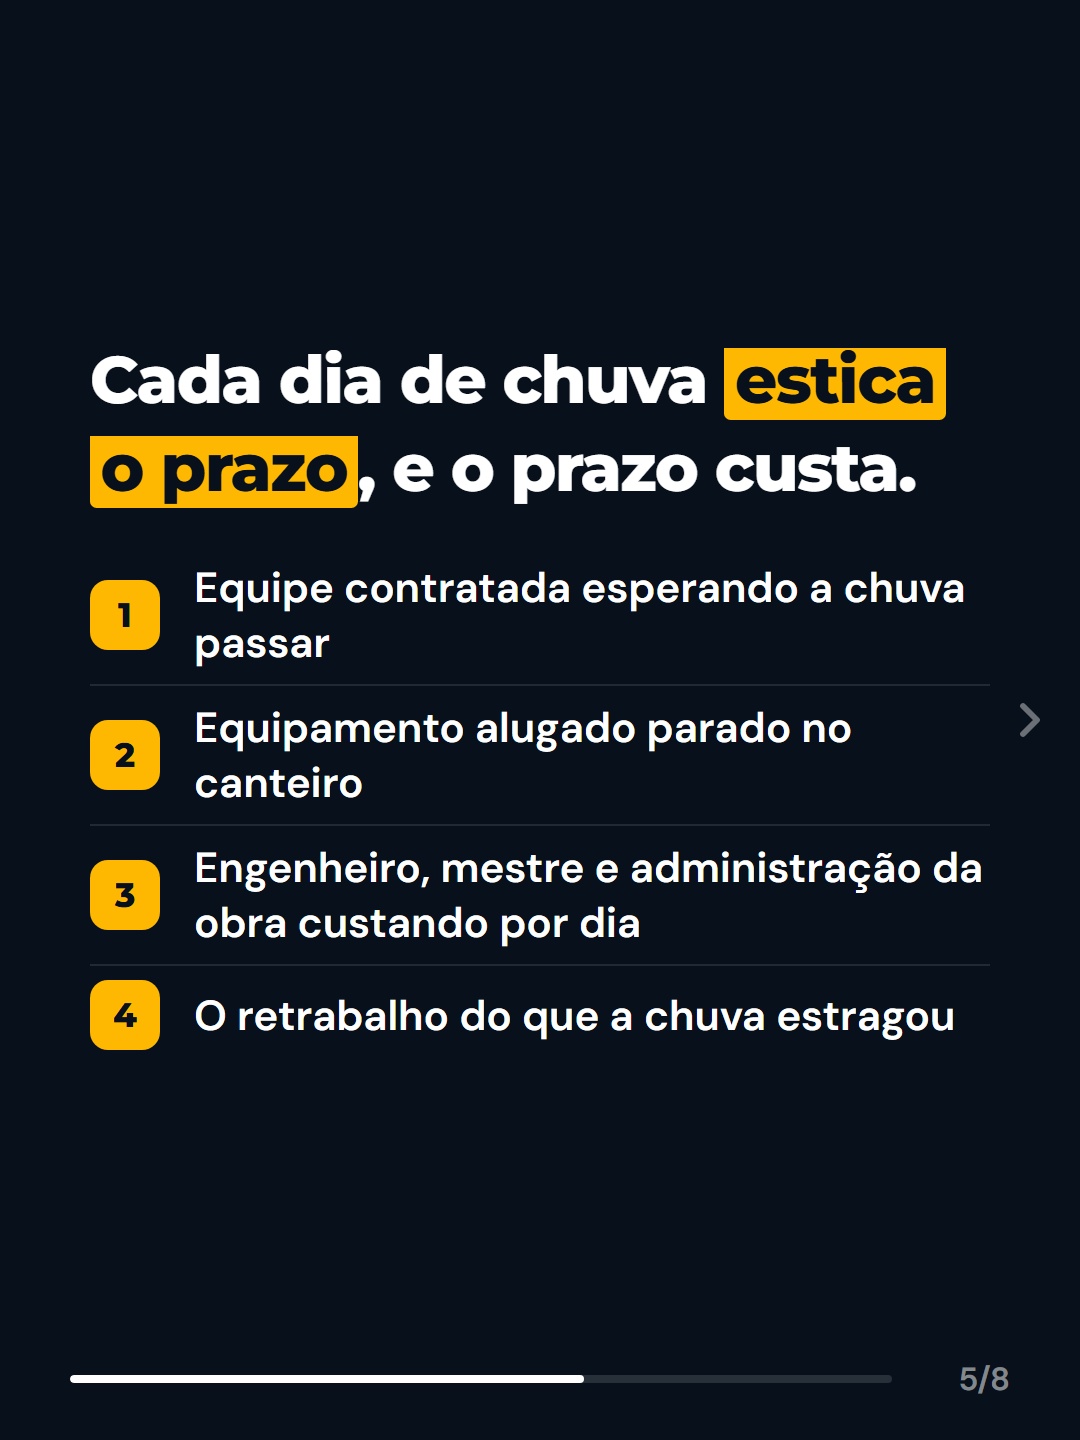 Cada dia de chuva estica
o prazo, e o prazo custa.
1 Equipe contratada esperando a chuva
passar
2 Equipamento alugado parado no
canteiro
3 Engenheiro, mestre e administração da
obra custando por dia
4 O retrabalho do que a chuva estragou
5/8